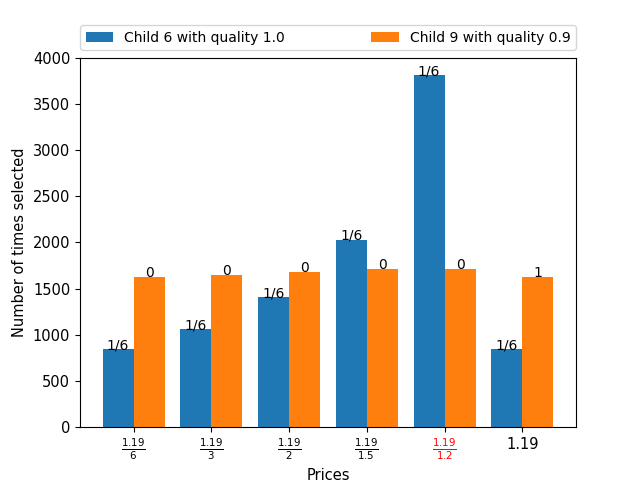 Child 6 with quality 1.0 Child 9 with quality 0.9
4000
3500
3000
2500
2000
1500
1000
500
0
Number of times selected
1/6 0 1/6 0 1/6 0 1/6 0 1/6 0 1/6 1
1.19/6 1.19/3 1.19/2 1.19/1.5 1.19/1.2 1.19
Prices